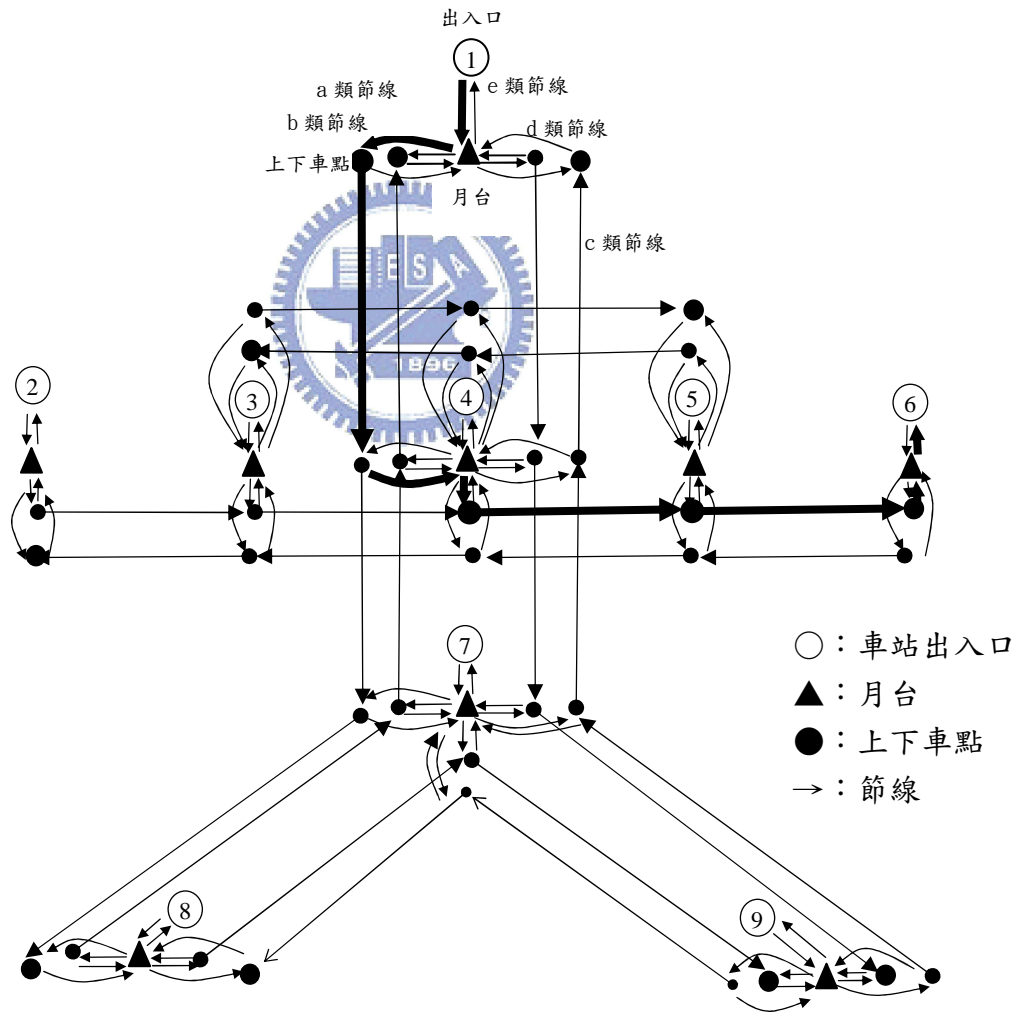 出入口
1
a 類節線
e 類節線
b 類節線
d 類節線
上下車點
月台
c 類節線
E S A
1896
2
3
4
5
6
7
○：車站出入口
▲：月台
●：上下車點
→：節線
8
9